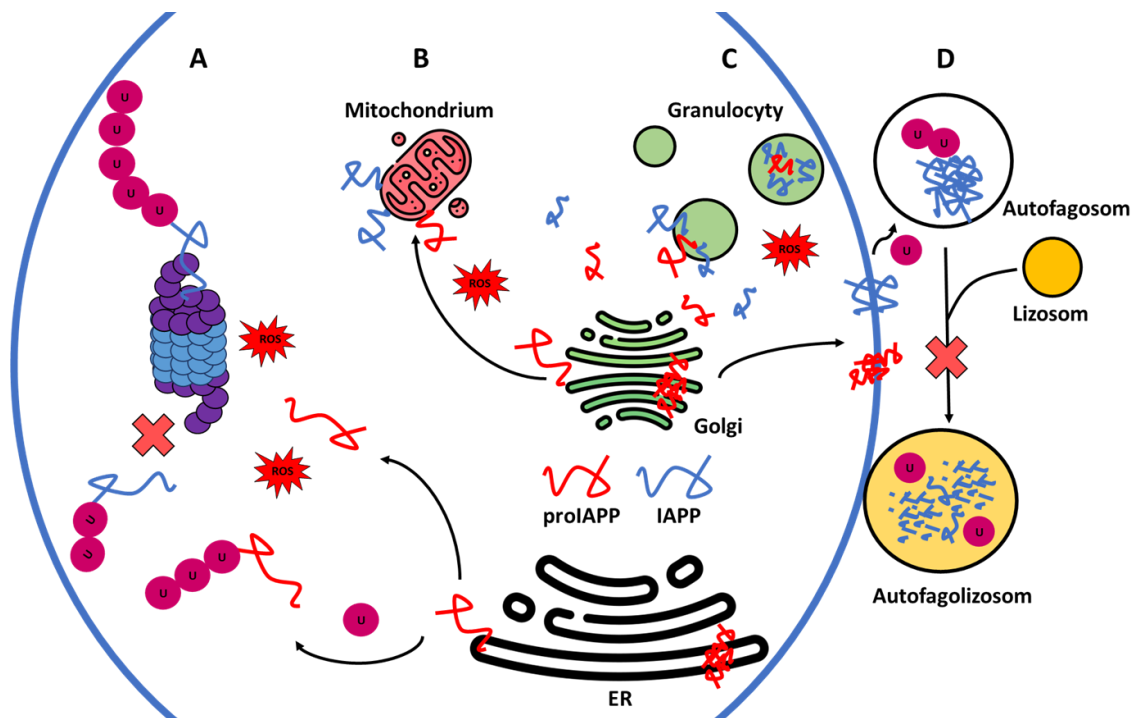 A
B
C
D
Mitochondrium
Granulocyty
U
U
U
U
U
U
U
Autofagosom
ROS
U
ROS
ROS
Lizosom
Golgi
ROS
proIAPP
IAPP
U
U
U
U
U
U
U
U
Autofagolizosom
ER